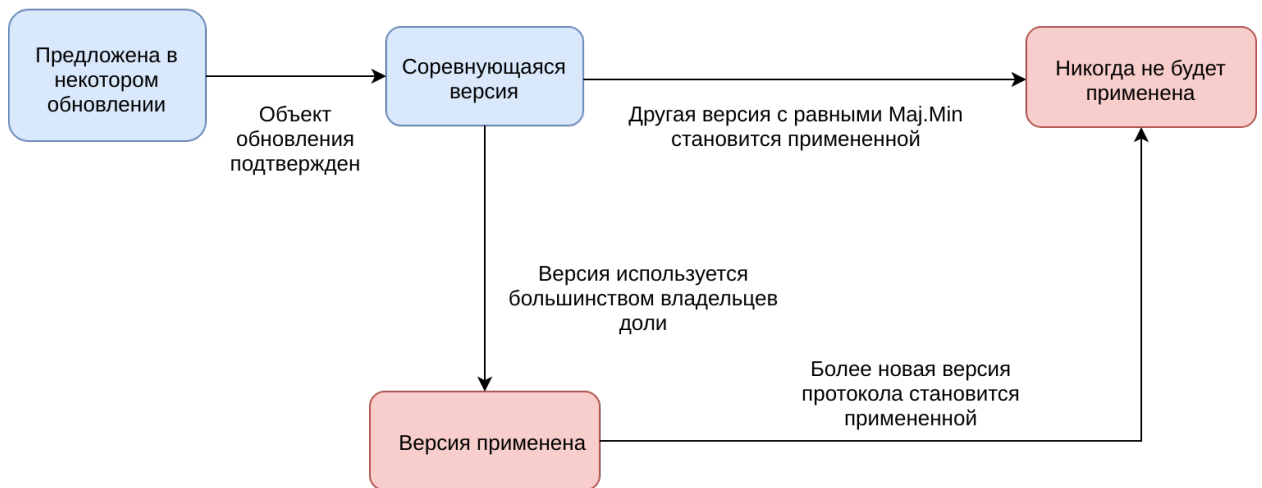 Предложена в
некотором
обновлении
Объект
обновления
подтвержден
Соревнующаяся
версия
Другая версия с равными Maj.Min
становится примененной
Никогда не будет
применена
Версия используется
большинством владельцев
доли
Версия применена
Более новая версия
протокола становится
примененной